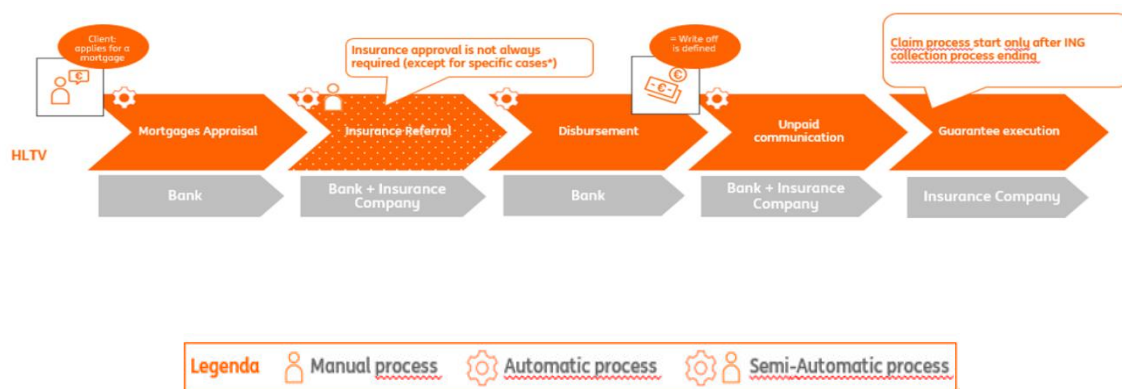 Client:
applies for a
mortgage
Insurance approval is not always
required (except for specific cases*)
= Write off
is defined
Claim process start only after ING
collection process ending
HLTV
Mortgages Appraisal
Insurance Referral
Disbursement
Unpaid
communication
Guarantee execution
Bank
Bank + Insurance
Company
Bank
Bank + Insurance
Company
Insurance Company
Legenda
Manual process
Automatic process
Semi-Automatic process